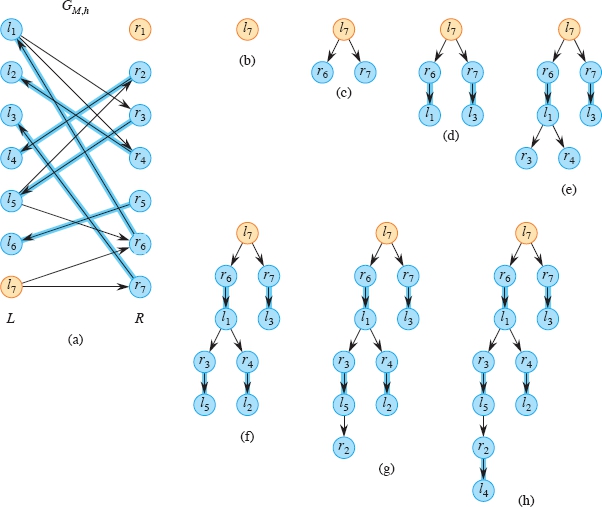 G_{M,h}
l_1 r_1
l_2 r_2
l_3 r_3
l_4 r_4
l_5 r_5
l_6 r_6
l_7 r_7
L R
(a)
l_7
(b)
l_7
r_6 r_7
(c)
l_7
r_6 r_7
l_1 l_3
(d)
l_7
r_6 r_7
l_1 l_3
r_3 r_4
(e)
l_7
r_6 r_7
l_1 l_3
r_3 r_4
l_5 l_2
(f)
l_7
r_6 r_7
l_1 l_3
r_3 r_4
l_5 l_2
r_2
(g)
l_7
r_6 r_7
l_1 l_3
r_3 r_4
l_5 l_2
r_2
l_4
(h)